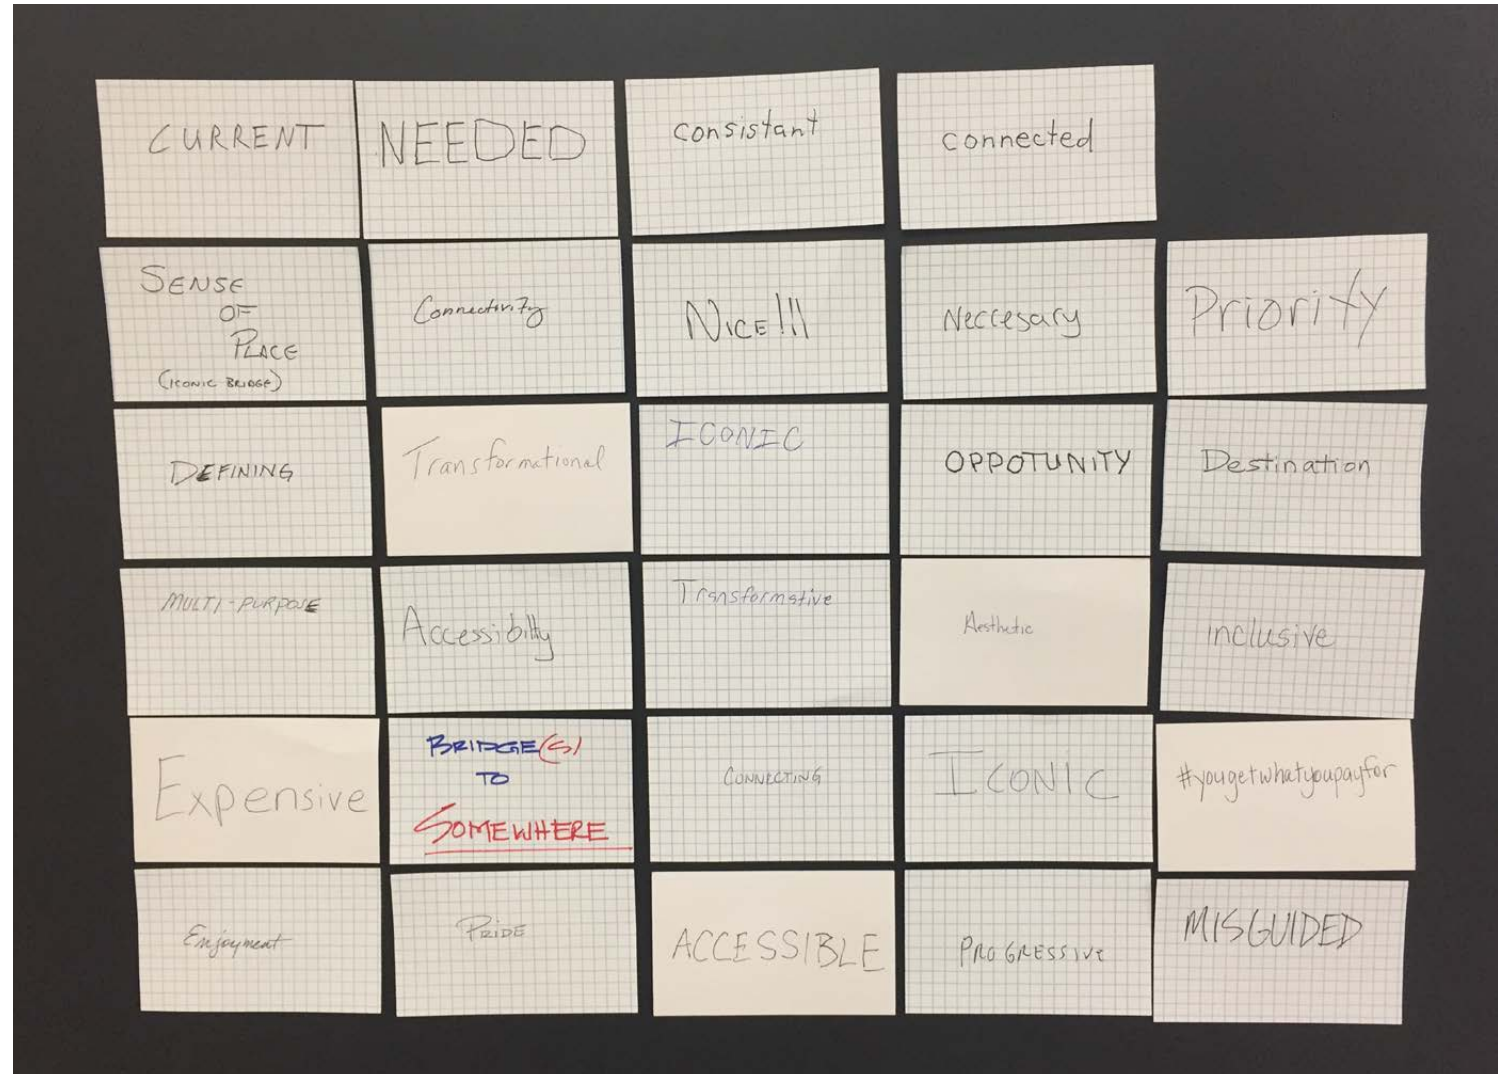 CURRENT
NEEDED
consistant
connected
SENSE
OF
PLACE
(ICONIC BRIDGE)
Connectivity
NICE!!!
Neccesary
Priority
DEFINING
Transformational
ICONIC
OPPOTUNITY
Destination
MULTI-PURPOSE
Accessibilty
Transformative
Aesthetic
inclusive
Expensive
BRIDGE(S)
TO
SOMEWHERE
CONNECTING
ICONIC
#yougetwhatyoupayfor
Enjoyment
PRIDE
ACCESSIBLE
PROGRESSIVE
MISGUIDED